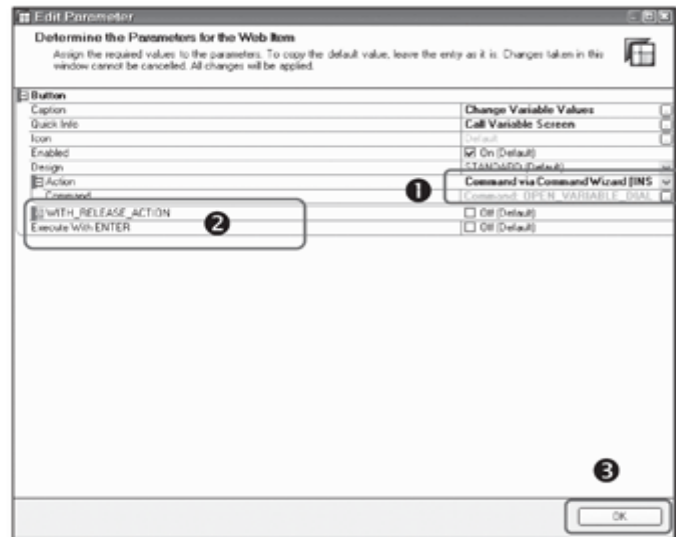 Edit Parameter
Determine the Parameters for the Web Item
Assign the required values to the parameters. To copy the default value, leave the entry as it is. Changes taken in this
window cannot be cancelled. All changes will be applied.
Button
Caption Change Variable Values
Quick Info Call Variable Screen
Icon Default
Enabled On (Default)
Design STANDARD (Default)
Action Command via Command Wizard [INS
Command Command: OPEN_VARIABLE_DIAL
WITH_RELEASE_ACTION Off (Default)
Execute With ENTER Off (Default)
1
2
3
OK